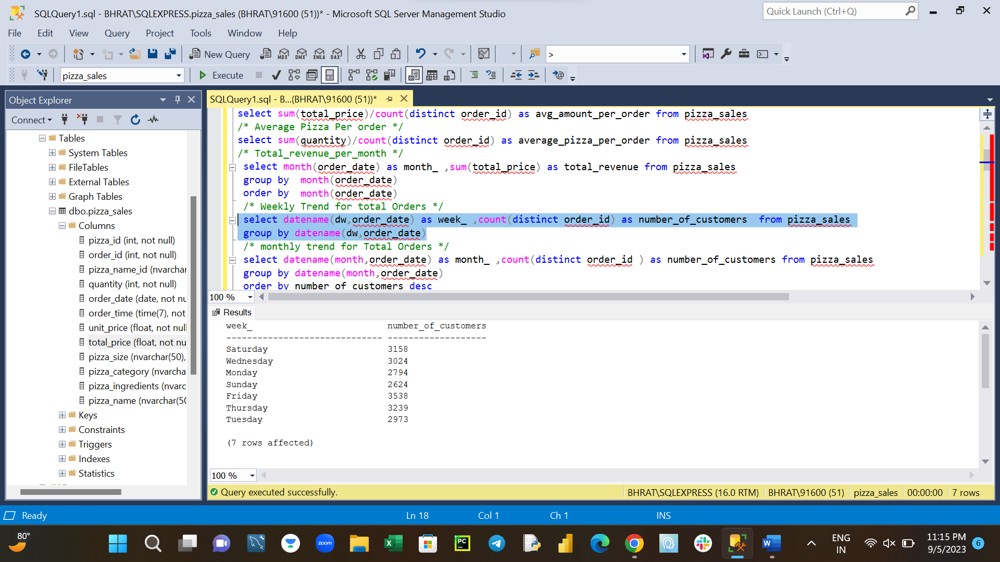 SQLQuery1.sql - BHRAT\SQLEXPRESS.pizza_sales (BHRAT\91600 (51))* - Microsoft SQL Server Management Studio
Quick Launch (Ctrl+Q)
File Edit View Query Project Tools Window Help
New Query MDX DMX XMLA DAX >
pizza_sales Execute
Object Explorer
Connect
Tables
System Tables
FileTables
External Tables
Graph Tables
dbo.pizza_sales
Columns
pizza_id (int, not null)
order_id (int, not null)
pizza_name_id (nvarchar
quantity (int, not null)
order_date (date, not nu
order_time (time(7), not
unit_price (float, not null
total_price (float, not nu
pizza_size (nvarchar(50),
pizza_category (nvarcha
pizza_ingredients (nvarc
pizza_name (nvarchar(50
Keys
Constraints
Triggers
Indexes
Statistics
SQLQuery1.sql - B...(BHRAT\91600 (51))*
select sum(total_price)/count(distinct order_id) as avg_amount_per_order from pizza_sales
/* Average Pizza Per order */
select sum(quantity)/count(distinct order_id) as average_pizza_per_order from pizza_sales
/* Total_revenue_per_month */
select month(order_date) as month_ ,sum(total_price) as total_revenue from pizza_sales
group by  month(order_date)
order by  month(order_date)
/* Weekly Trend for total Orders */
select datename(dw,order_date) as week_ ,count(distinct order_id) as number_of_customers  from pizza_sales
group by datename(dw,order_date)
/* monthly trend for Total Orders */
select datename(month,order_date) as month_ ,count(distinct order_id ) as number_of_customers from pizza_sales
group by datename(month,order_date)
order by number of customers desc
100 %
Results
week_ number_of_customers
------------------------------ -------------------
Saturday 3158
Wednesday 3024
Monday 2794
Sunday 2624
Friday 3538
Thursday 3239
Tuesday 2973
(7 rows affected)
100 %
Query executed successfully. BHRAT\SQLEXPRESS (16.0 RTM) BHRAT\91600 (51) pizza_sales 00:00:00 7 rows
Ready Ln 18 Col 1 Ch 1 INS
80°
zoom
X
PC
W
ENG
IN
11:15 PM
9/5/2023
6